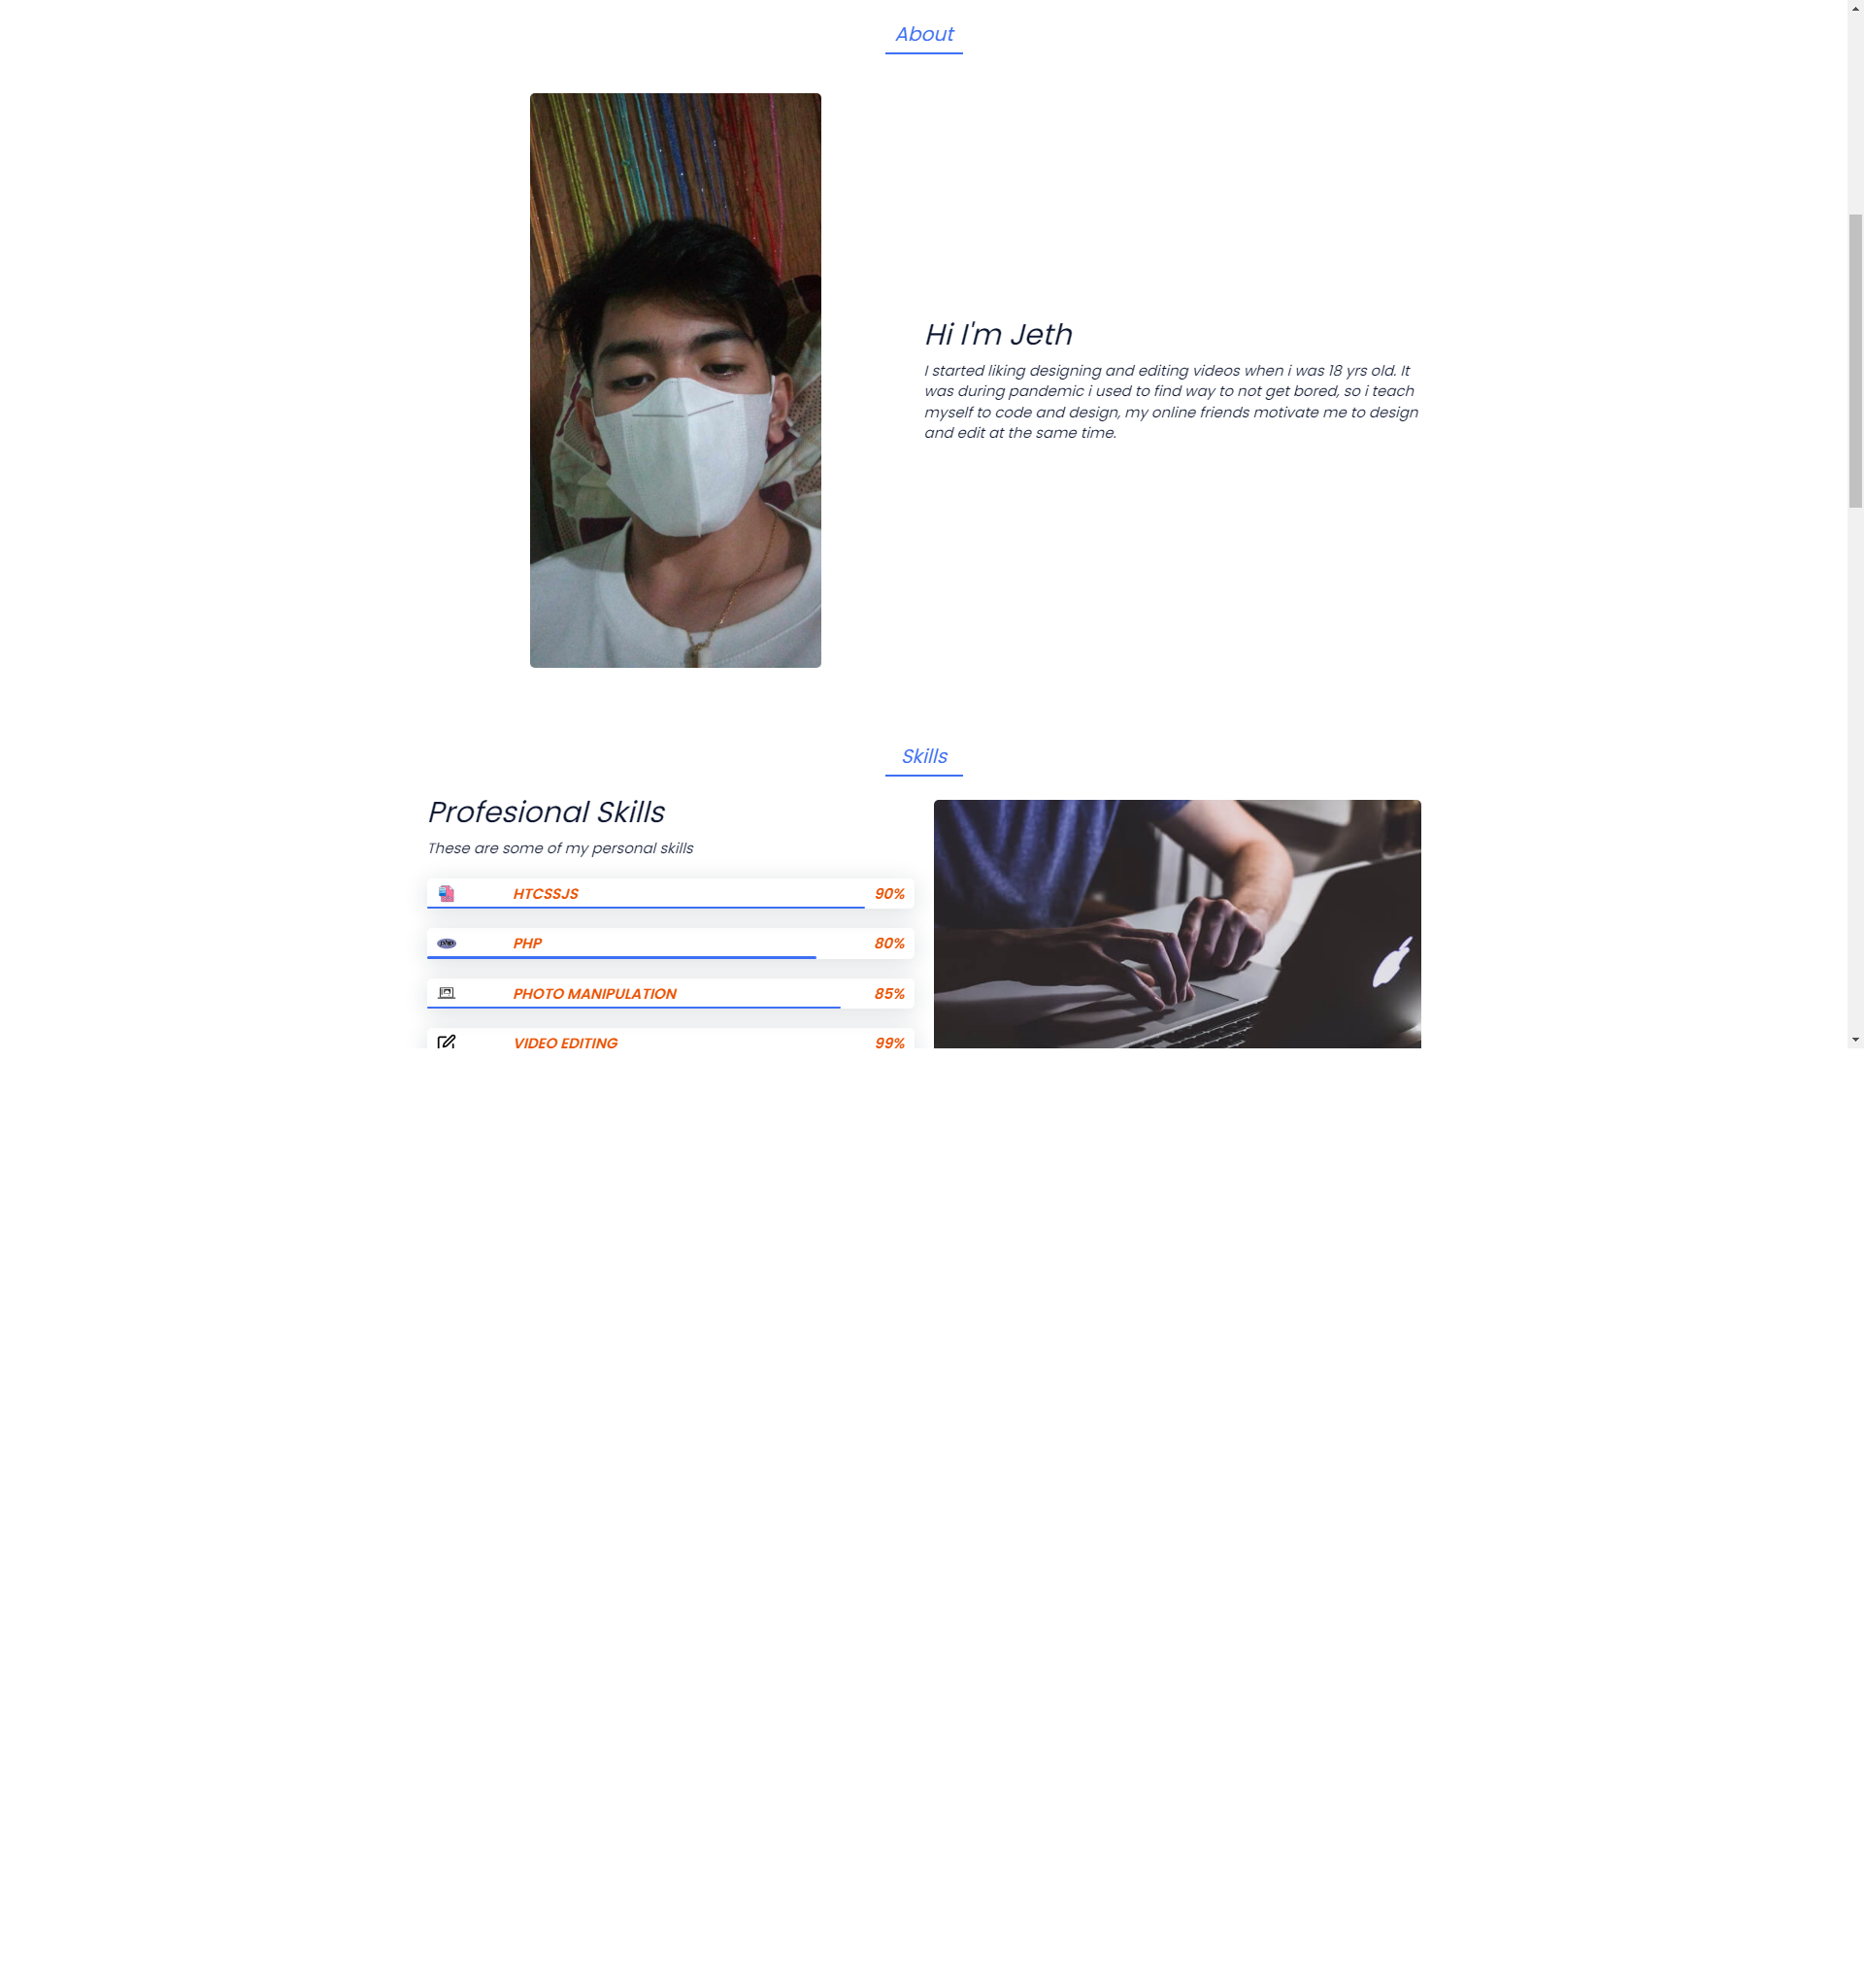 About
Hi I'm Jeth
I started liking designing and editing videos when i was 18 yrs old. It
was during pandemic i used to find way to not get bored, so i teach
myself to code and design, my online friends motivate me to design
and edit at the same time.
Skills
Profesional Skills
These are some of my personal skills
HTCSSJS 90%
PHP 80%
PHOTO MANIPULATION 85%
VIDEO EDITING 99%